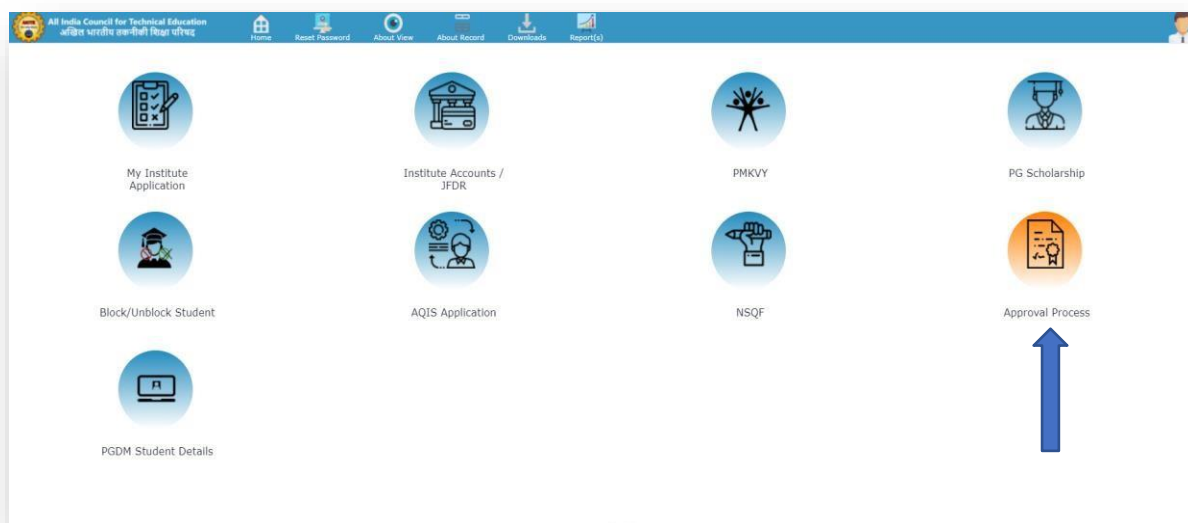 All India Council for Technical Education
अखिल भारतीय तकनीकी शिक्षा परिषद
Home
Reset Password
About View
About Record
Downloads
Report(s)
My Institute
Application
Institute Accounts /
JFDR
PMKVY
PG Scholarship
Block/Unblock Student
AQIS Application
NSQF
Approval Process
PGDM Student Details